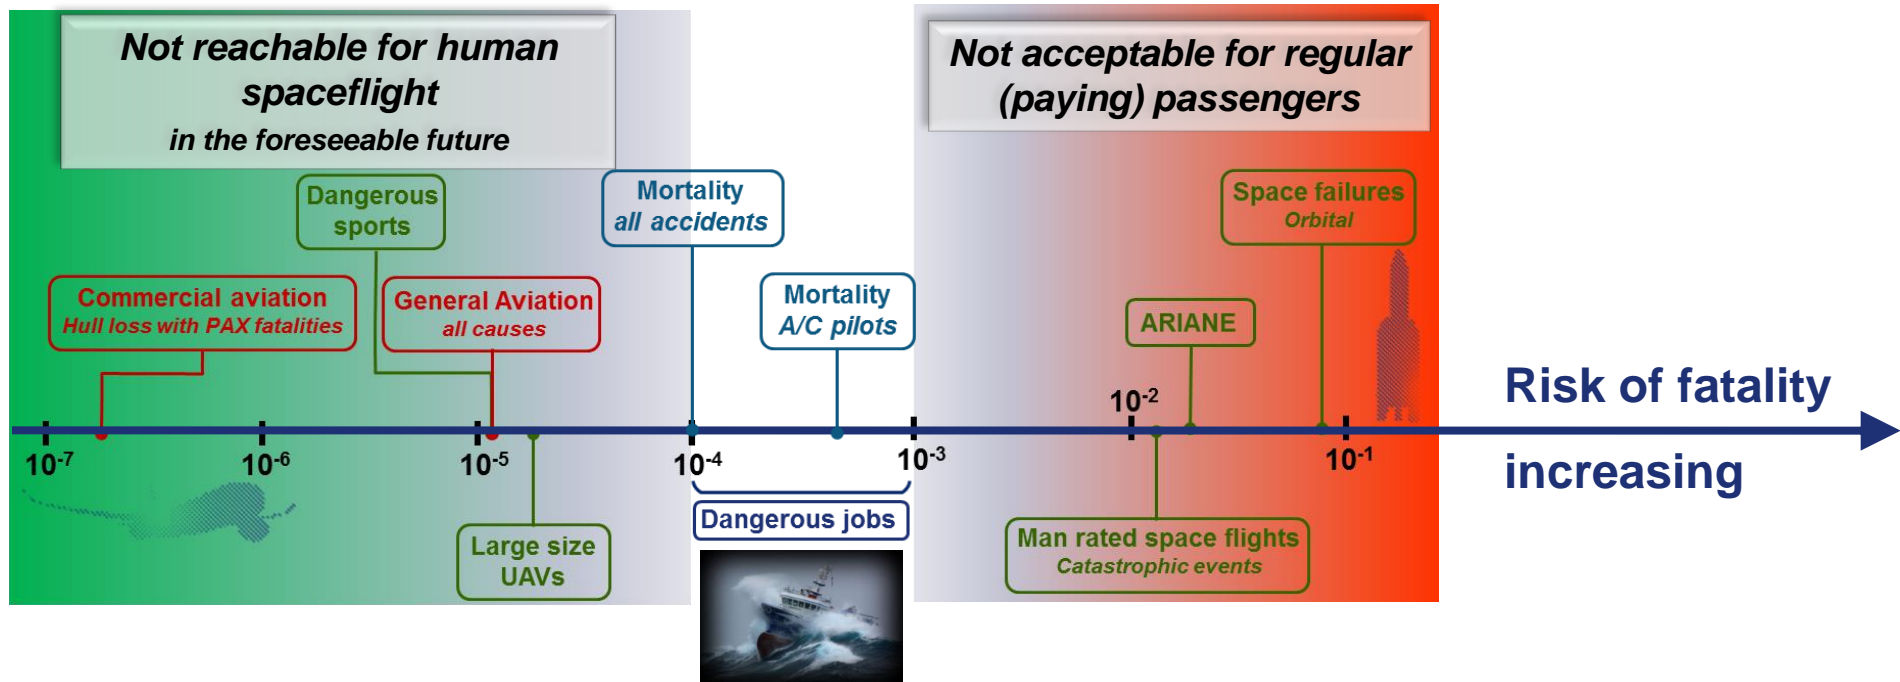 Not reachable for human
spaceflight
in the foreseeable future
Not acceptable for regular
(paying) passengers
Dangerous
sports
Mortality
all accidents
Space failures
Orbital
Commercial aviation
Hull loss with PAX fatalities
General Aviation
all causes
Mortality
A/C pilots
ARIANE
Risk of fatality
increasing
10-7
10-6
10-5
10-4
10-3
10-2
10-1
Dangerous jobs
Large size
UAVs
Man rated space flights
Catastrophic events